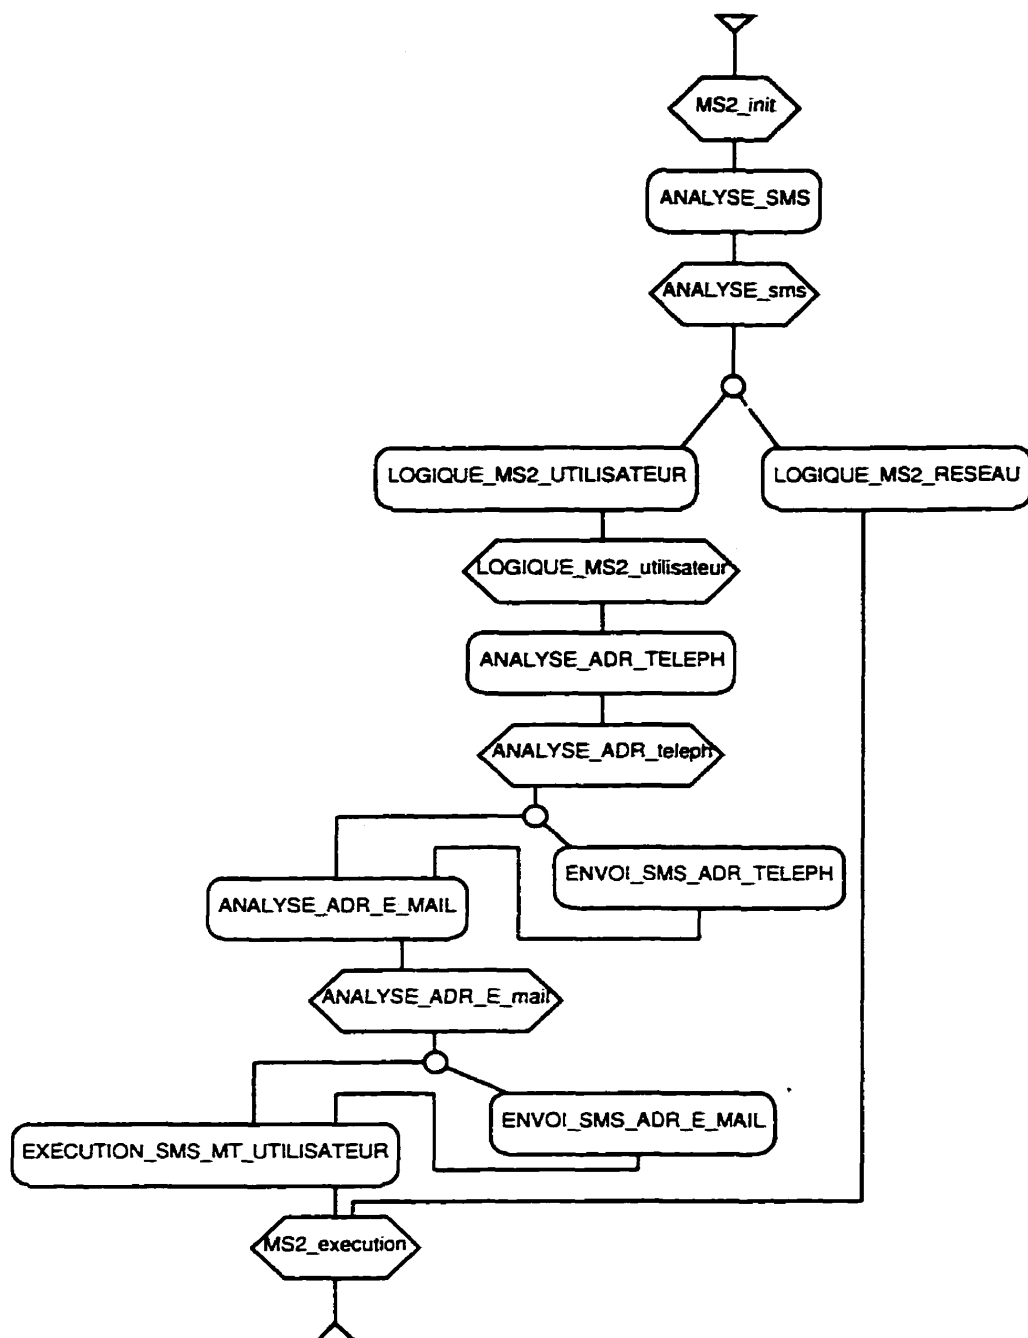 MS2_init
ANALYSE_SMS
ANALYSE_sms
LOGIQUE_MS2_UTILISATEUR
LOGIQUE_MS2_RESEAU
LOGIQUE_MS2_utilisateur
ANALYSE_ADR_TELEPH
ANALYSE_ADR_teleph
ENVOI_SMS_ADR_TELEPH
ANALYSE_ADR_E_MAIL
ANALYSE_ADR_E_mail
ENVOI_SMS_ADR_E_MAIL
EXECUTION_SMS_MT_UTILISATEUR
MS2_execution